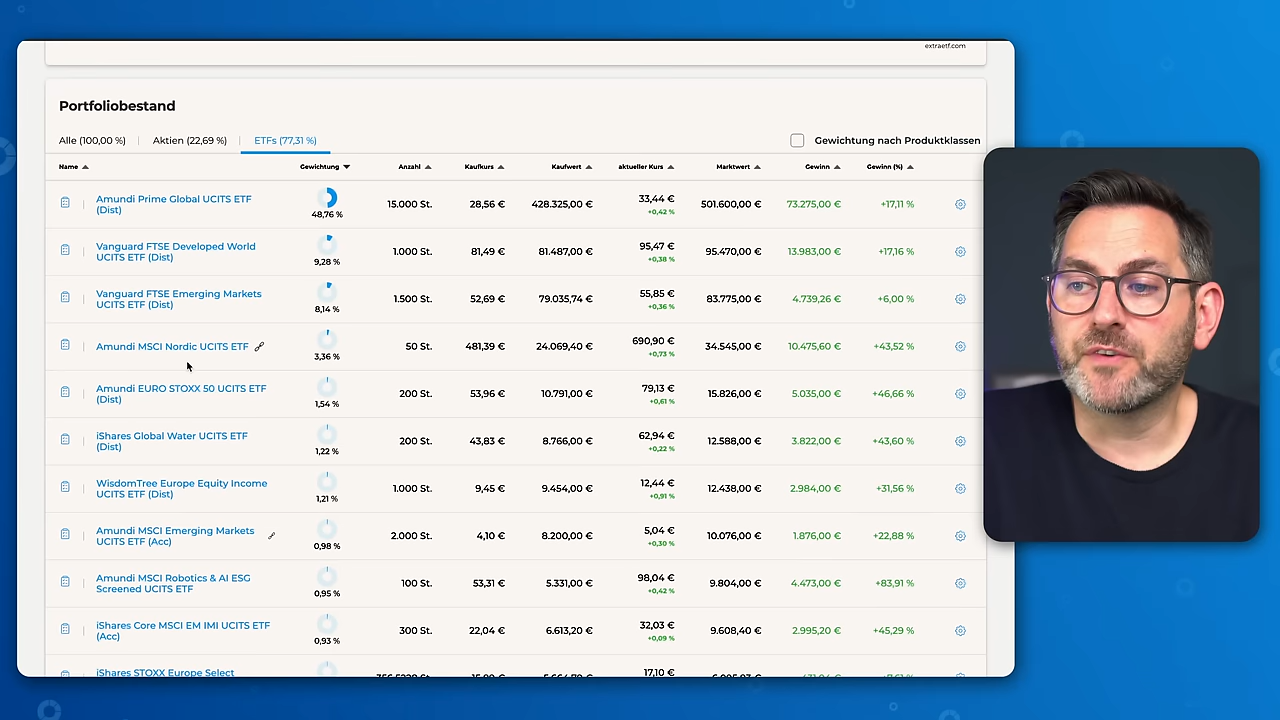 extraetf.com
Portfoliobestand
Alle (100,00 %) Aktien (22,69 %) ETFs (77,31 %) Gewichtung nach Produktklassen
Name Gewichtung Anzahl Kaufkurs Kaufwert aktueller Kurs Marktwert Gewinn Gewinn (%)
Amundi Prime Global UCITS ETF (Dist) 48,76 % 15.000 St. 28,56 € 428.325,00 € 33,44 € +0,42 % 501.600,00 € 73.275,00 € +17,11 %
Vanguard FTSE Developed World UCITS ETF (Dist) 9,28 % 1.000 St. 81,49 € 81.487,00 € 95,47 € +0,38 % 95.470,00 € 13.983,00 € +17,16 %
Vanguard FTSE Emerging Markets UCITS ETF (Dist) 8,14 % 1.500 St. 52,69 € 79.035,74 € 55,85 € +0,36 % 83.775,00 € 4.739,26 € +6,00 %
Amundi MSCI Nordic UCITS ETF 3,36 % 50 St. 481,39 € 24.069,40 € 690,90 € +0,73 % 34.545,00 € 10.475,60 € +43,52 %
Amundi EURO STOXX 50 UCITS ETF (Dist) 1,54 % 200 St. 53,96 € 10.791,00 € 79,13 € +0,61 % 15.826,00 € 5.035,00 € +46,66 %
iShares Global Water UCITS ETF (Dist) 1,22 % 200 St. 43,83 € 8.766,00 € 62,94 € +0,22 % 12.588,00 € 3.822,00 € +43,60 %
WisdomTree Europe Equity Income UCITS ETF (Dist) 1,21 % 1.000 St. 9,45 € 9.454,00 € 12,44 € +0,91 % 12.438,00 € 2.984,00 € +31,56 %
Amundi MSCI Emerging Markets UCITS ETF (Acc) 0,98 % 2.000 St. 4,10 € 8.200,00 € 5,04 € +0,30 % 10.076,00 € 1.876,00 € +22,88 %
Amundi MSCI Robotics & AI ESG Screened UCITS ETF 0,95 % 100 St. 53,31 € 5.331,00 € 98,04 € +0,42 % 9.804,00 € 4.473,00 € +83,91 %
iShares Core MSCI EM IMI UCITS ETF (Acc) 0,93 % 300 St. 22,04 € 6.613,20 € 32,03 € +0,09 % 9.608,40 € 2.995,20 € +45,29 %
iShares STOXX Europe Select 17,10 €